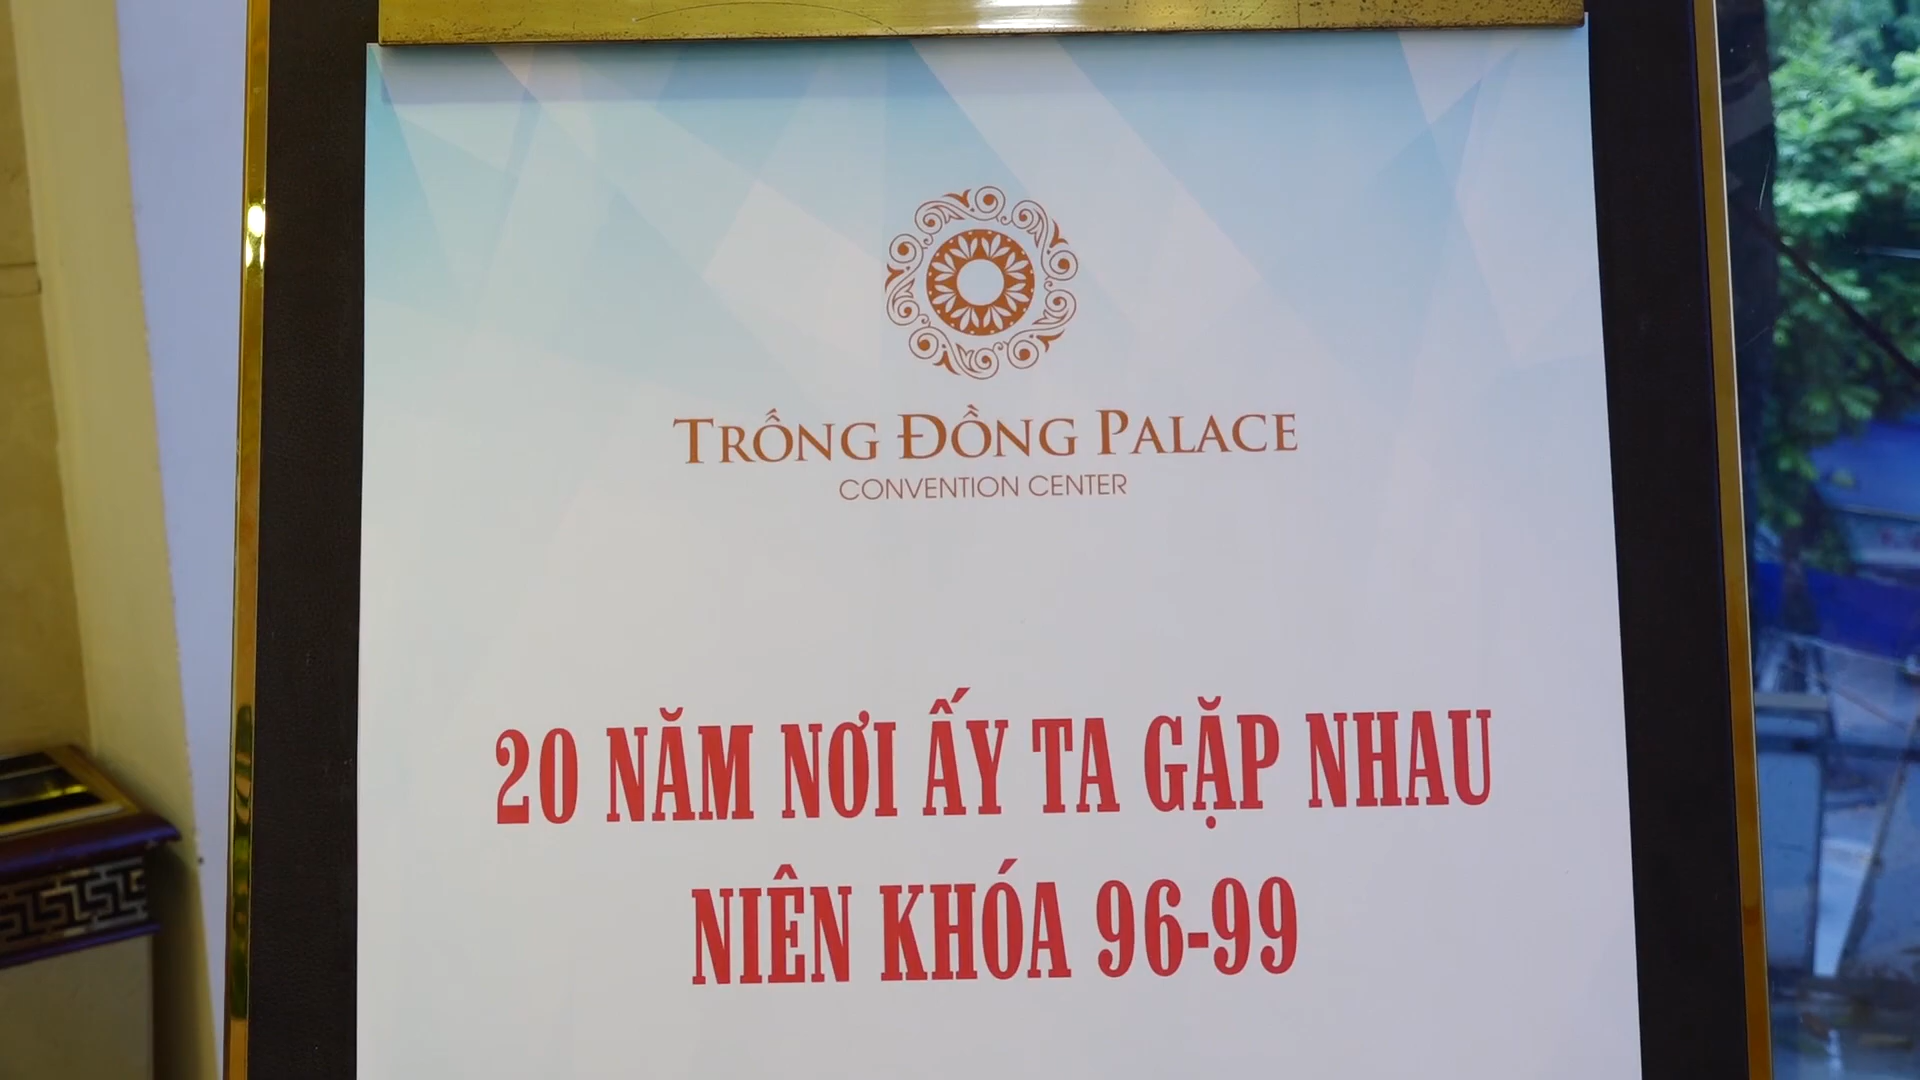 TRỐNG ĐỒNG PALACE
CONVENTION CENTER
20 NĂM NƠI ẤY TA GẶP NHAU
NIÊN KHÓA 96-99